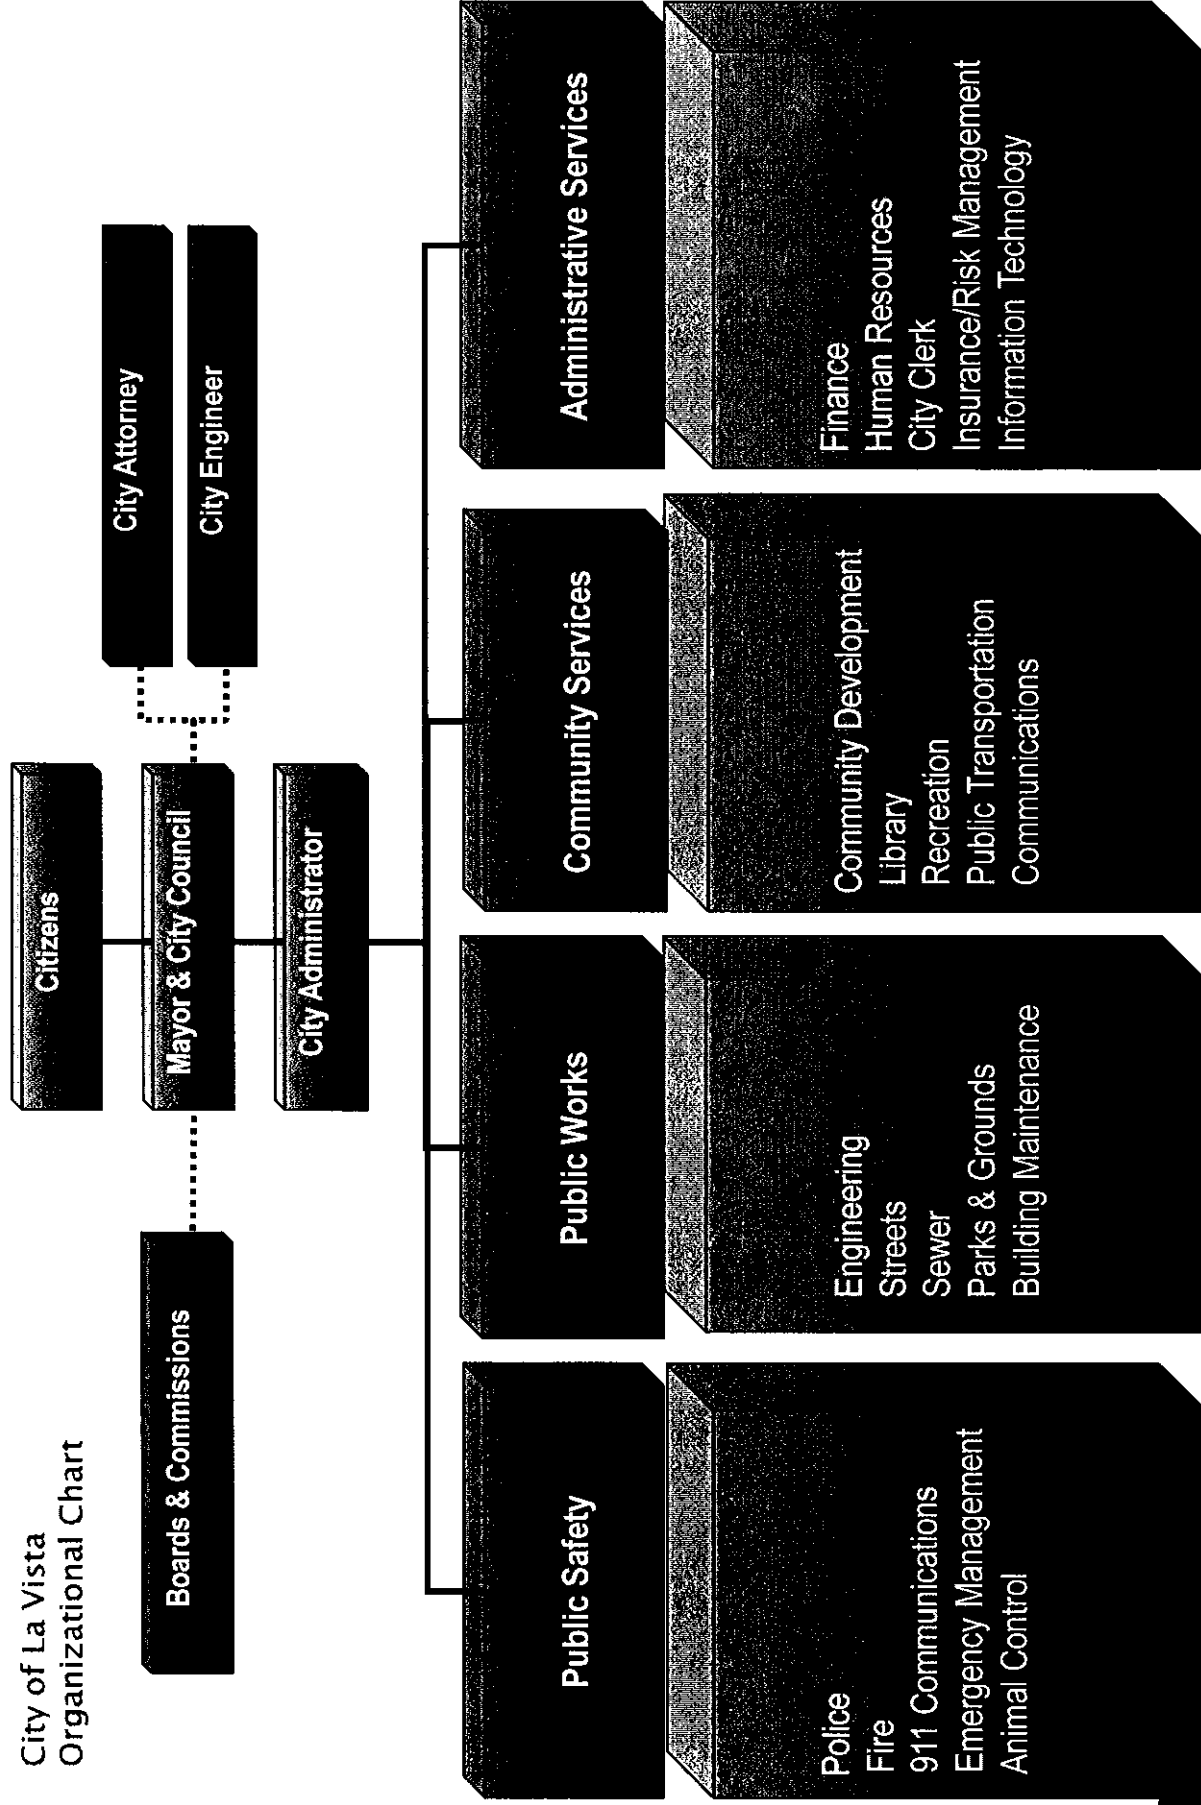 City of La Vista
Organizational Chart
Citizens
Mayor & City Council
City Administrator
Boards & Commissions
City Attorney
City Engineer
Public Safety
Police
Fire
911 Communications
Emergency Management
Animal Control
Public Works
Engineering
Streets
Sewer
Parks & Grounds
Building Maintenance
Community Services
Community Development
Library
Recreation
Public Transportation
Communications
Administrative Services
Finance
Human Resources
City Clerk
Insurance/Risk Management
Information Technology